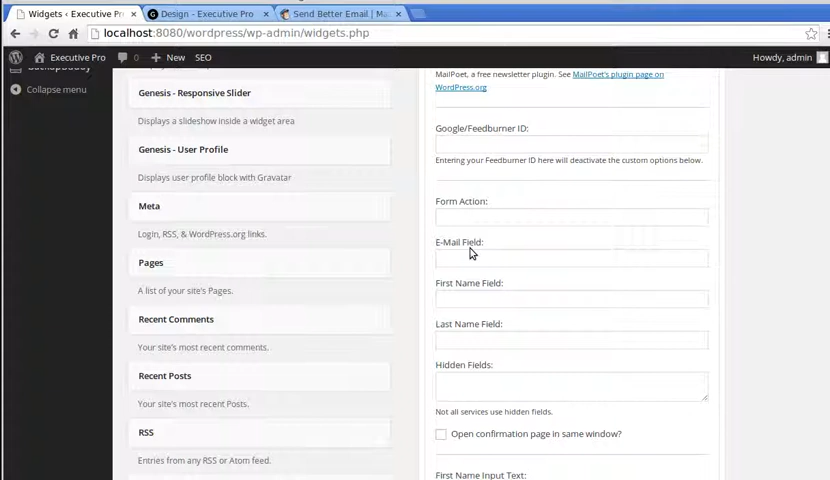 Widgets ‹ Executive Pr
Design - Executive Pro
Send Better Email | Ma
localhost:8080/wordpress/wp-admin/widgets.php
Executive Pro
0
New
SEO
Howdy, admin
Collapse menu
Genesis - Responsive Slider
Displays a slideshow inside a widget area
Genesis - User Profile
Displays user profile block with Gravatar
Meta
Login, RSS, & WordPress.org links.
Pages
A list of your site's Pages.
Recent Comments
Your site's most recent comments.
Recent Posts
Your site's most recent Posts.
RSS
Entries from any RSS or Atom feed.
MailPoet, a free newsletter plugin. See MailPoet's plugin page on
WordPress.org
Google/Feedburner ID:
Entering your Feedburner ID here will deactivate the custom options below.
Form Action:
E-Mail Field:
First Name Field:
Last Name Field:
Hidden Fields:
Not all services use hidden fields.
Open confirmation page in same window?
First Name Input Text: